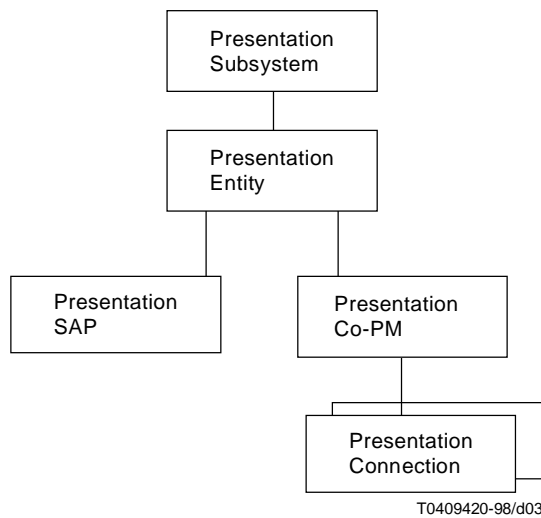 Presentation
Subsystem
Presentation
Entity
Presentation
SAP
Presentation
Co-PM
Presentation
Connection
T0409420-98/d03